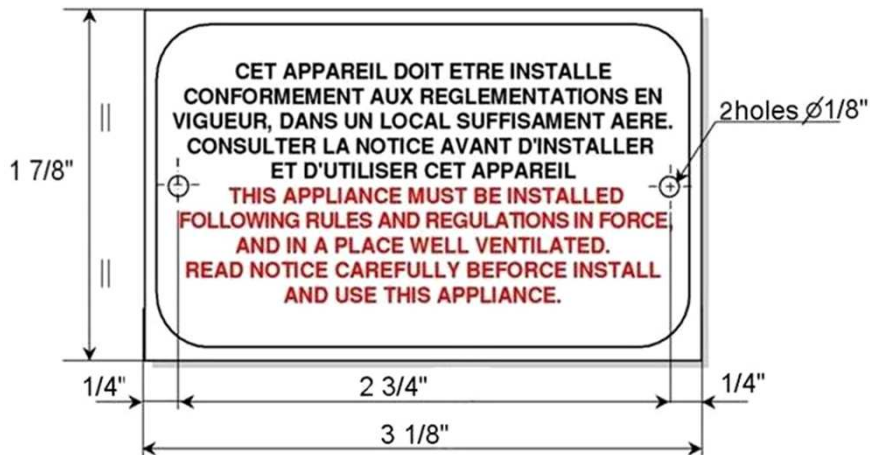 CET APPAREIL DOIT ETRE INSTALLE
CONFORMEMENT AUX REGLEMENTATIONS EN
VIGUEUR, DANS UN LOCAL SUFFISAMENT AERE.
CONSULTER LA NOTICE AVANT D'INSTALLER
ET D'UTILISER CET APPAREIL
THIS APPLIANCE MUST BE INSTALLED
FOLLOWING RULES AND REGULATIONS IN FORCE,
AND IN A PLACE WELL VENTILATED.
READ NOTICE CAREFULLY BEFORCE INSTALL
AND USE THIS APPLIANCE.
2holes ⌀1/8"
1 7/8"
1/4"
2 3/4"
1/4"
3 1/8"